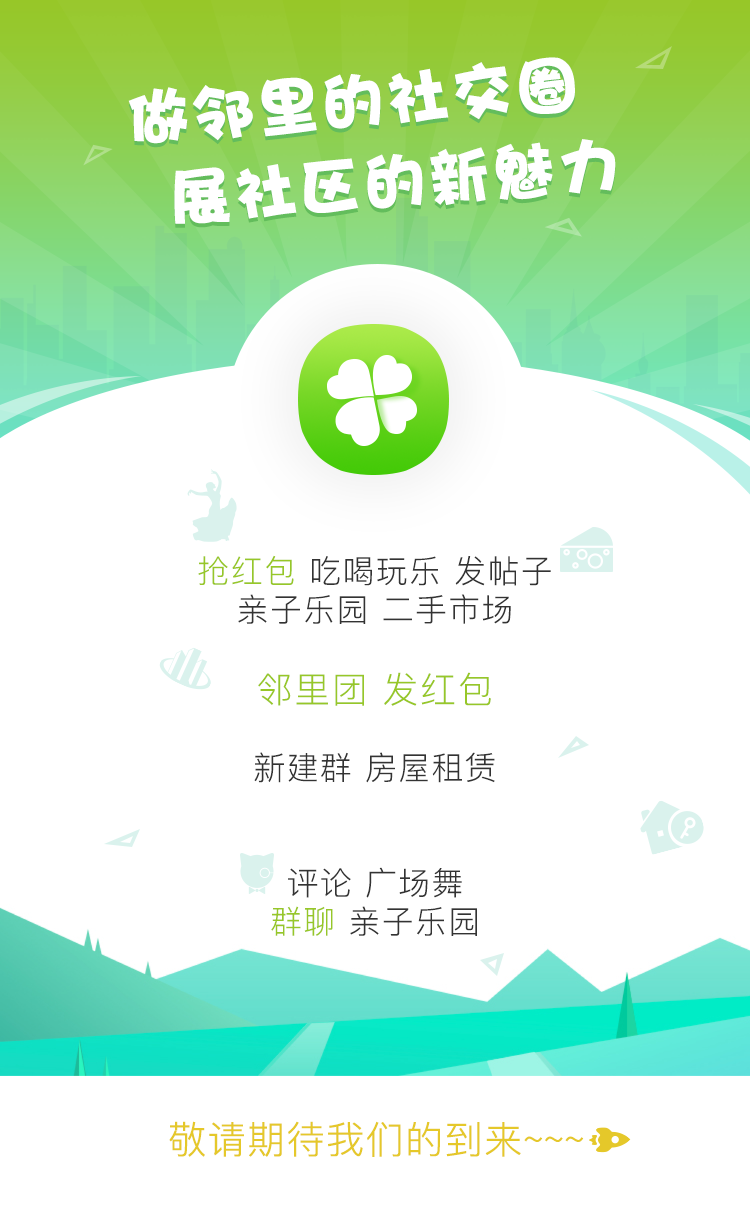 做邻里的社交圈
展社区的新魅力
抢红包 吃喝玩乐 发帖子
亲子乐园 二手市场
邻里团 发红包
新建群 房屋租赁
评论 广场舞
群聊 亲子乐园
敬请期待我们的到来~~~